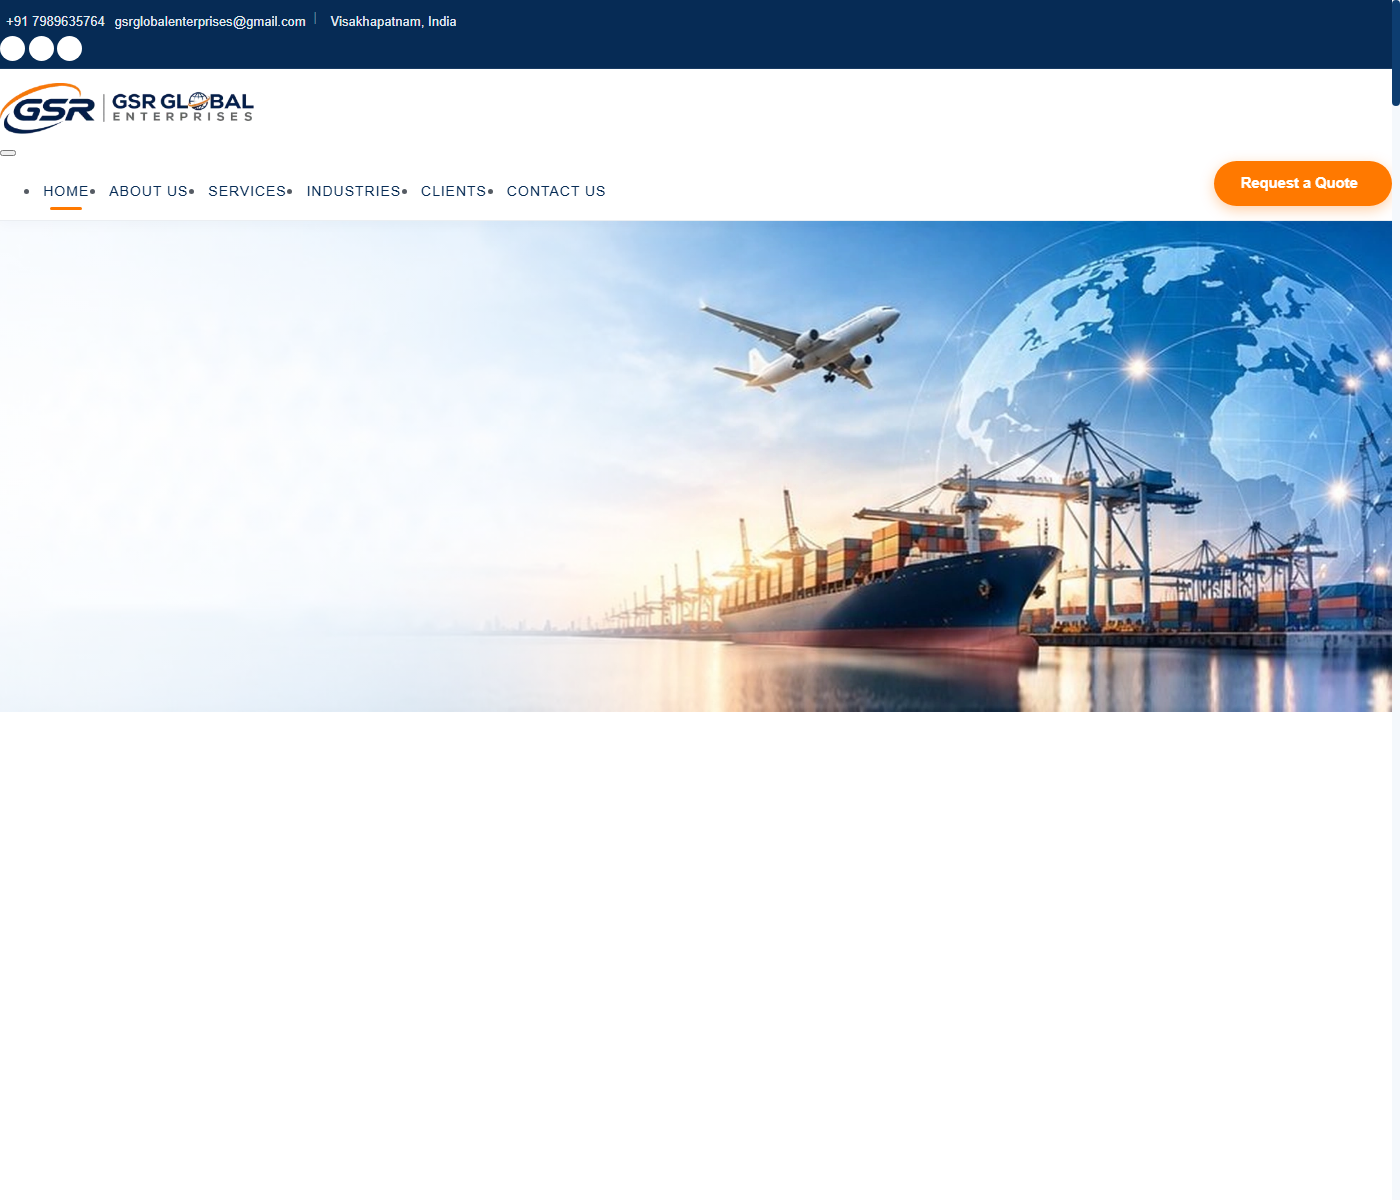 +91 7989635764 gsrglobalenterprises@gmail.com | Visakhapatnam, India
GSR | GSR GLOBAL
ENTERPRISES
HOME ABOUT US SERVICES INDUSTRIES CLIENTS CONTACT US
Request a Quote